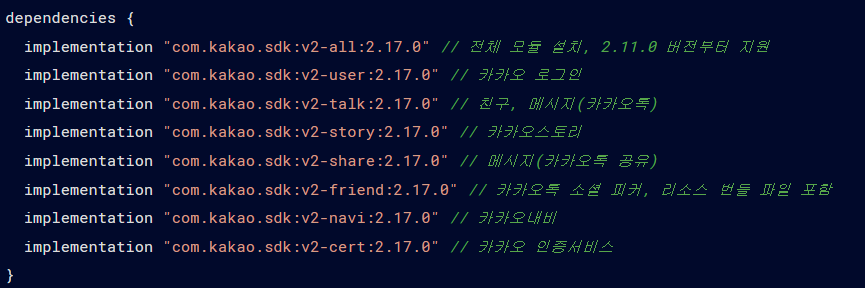 dependencies {
  implementation "com.kakao.sdk:v2-all:2.17.0" // 전체 모듈 설치, 2.11.0 버전부터 지원
  implementation "com.kakao.sdk:v2-user:2.17.0" // 카카오 로그인
  implementation "com.kakao.sdk:v2-talk:2.17.0" // 친구, 메시지(카카오톡)
  implementation "com.kakao.sdk:v2-story:2.17.0" // 카카오스토리
  implementation "com.kakao.sdk:v2-share:2.17.0" // 메시지(카카오톡 공유)
  implementation "com.kakao.sdk:v2-friend:2.17.0" // 카카오톡 소셜 피커, 리소스 번들 파일 포함
  implementation "com.kakao.sdk:v2-navi:2.17.0" // 카카오내비
  implementation "com.kakao.sdk:v2-cert:2.17.0" // 카카오 인증서비스
}